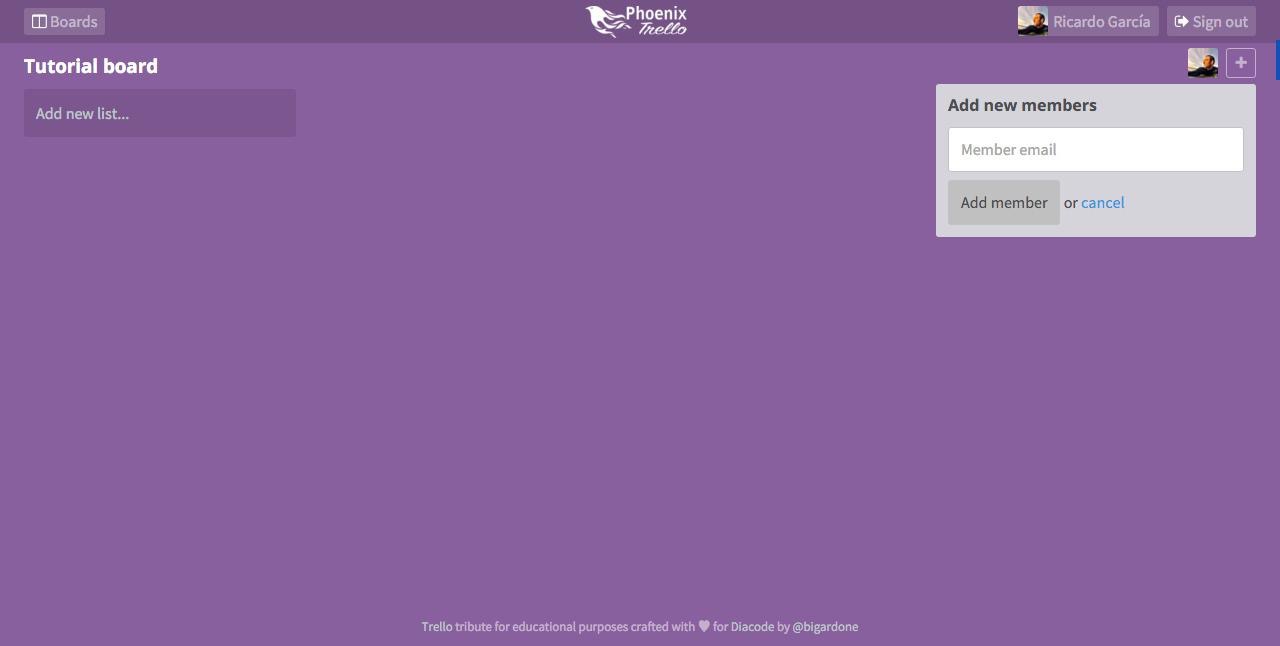 Boards
Phoenix
Trello
Ricardo García
Sign out
Tutorial board
+
Add new list...
Add new members
Member email
Add member or cancel
Trello tribute for educational purposes crafted with ♥ for Diacode by @bigardone